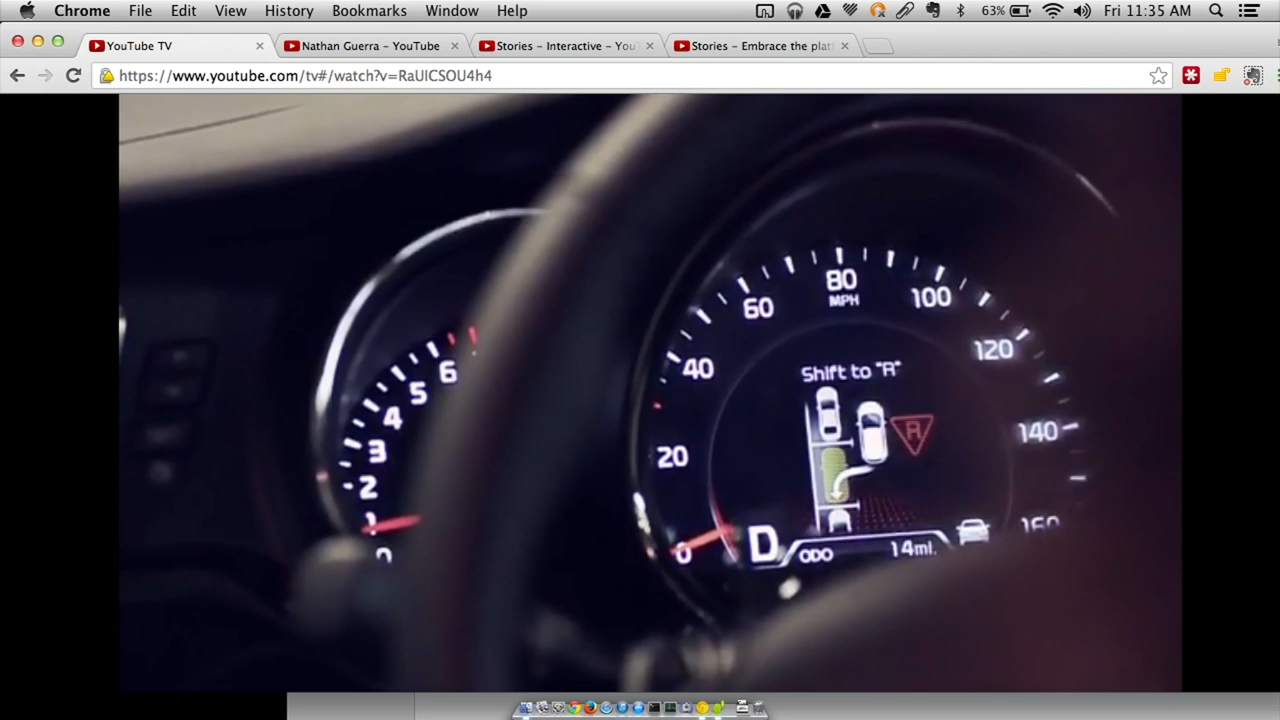 Chrome File Edit View History Bookmarks Window Help 63% Fri 11:35 AM
YouTube TV
Nathan Guerra – YouTube
Stories – Interactive – You
Stories – Embrace the pla
https://www.youtube.com/tv#/watch?v=RaUlCSOU4h4
80
MPH
60
100
40
120
20
140
160
0
6
5
4
3
2
1
0
Shift to "R"
R
D
ODO
14mi.